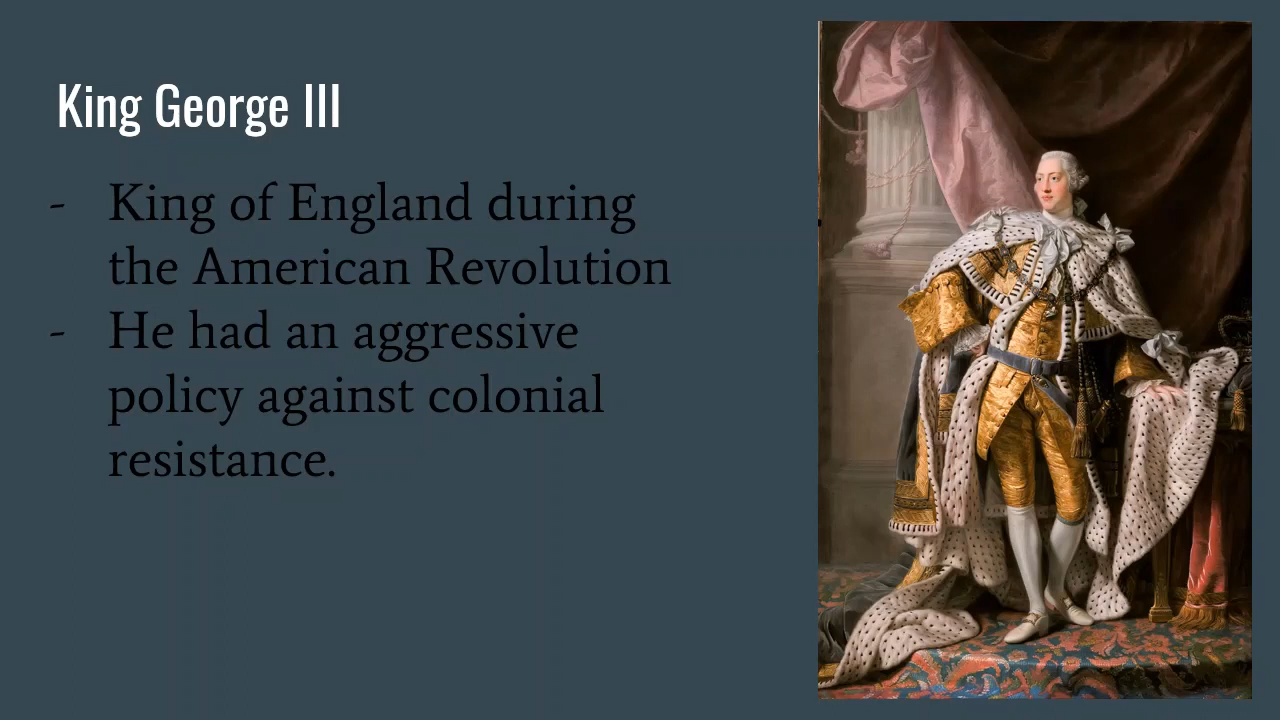 King George III
- King of England during
the American Revolution
- He had an aggressive
policy against colonial
resistance.